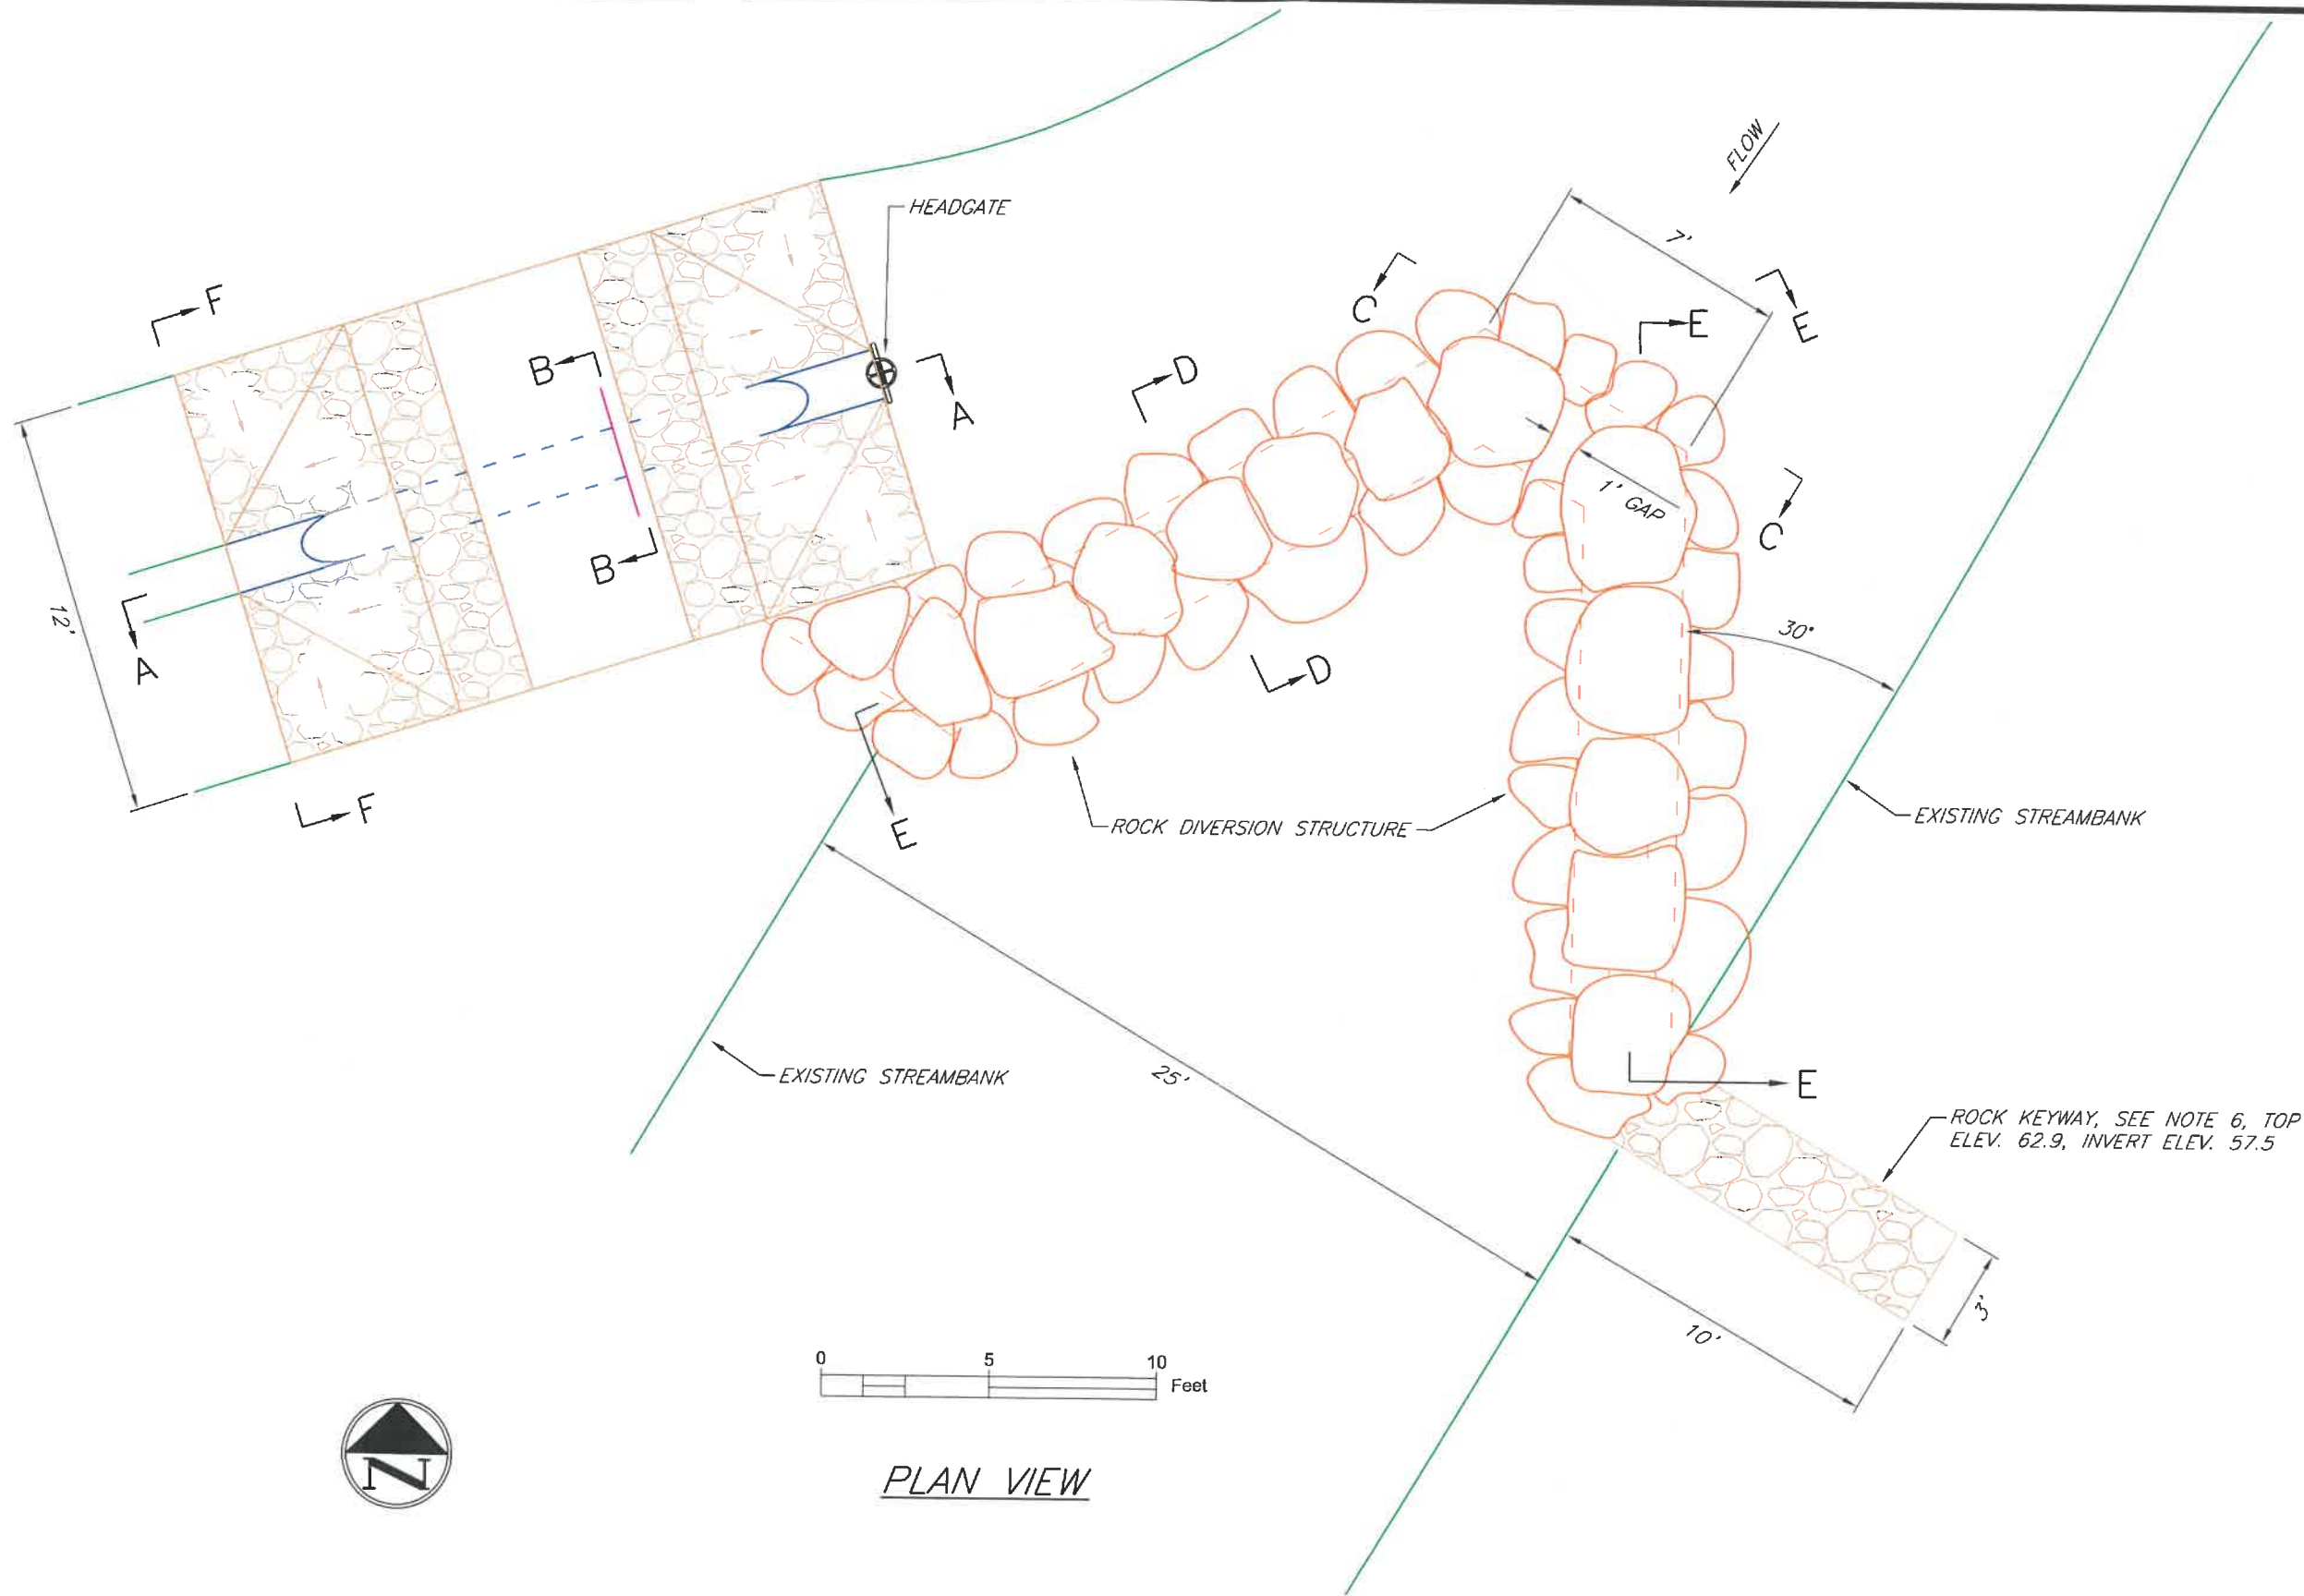 FLOW
HEADGATE
7'
F
C
E
E
B
D
A
1' GAP
C
12'
B
30°
A
D
F
E
ROCK DIVERSION STRUCTURE
EXISTING STREAMBANK
EXISTING STREAMBANK
25'
E
ROCK KEYWAY, SEE NOTE 6, TOP
ELEV. 62.9, INVERT ELEV. 57.5
3'
10'
0 5 10
Feet
N
PLAN VIEW